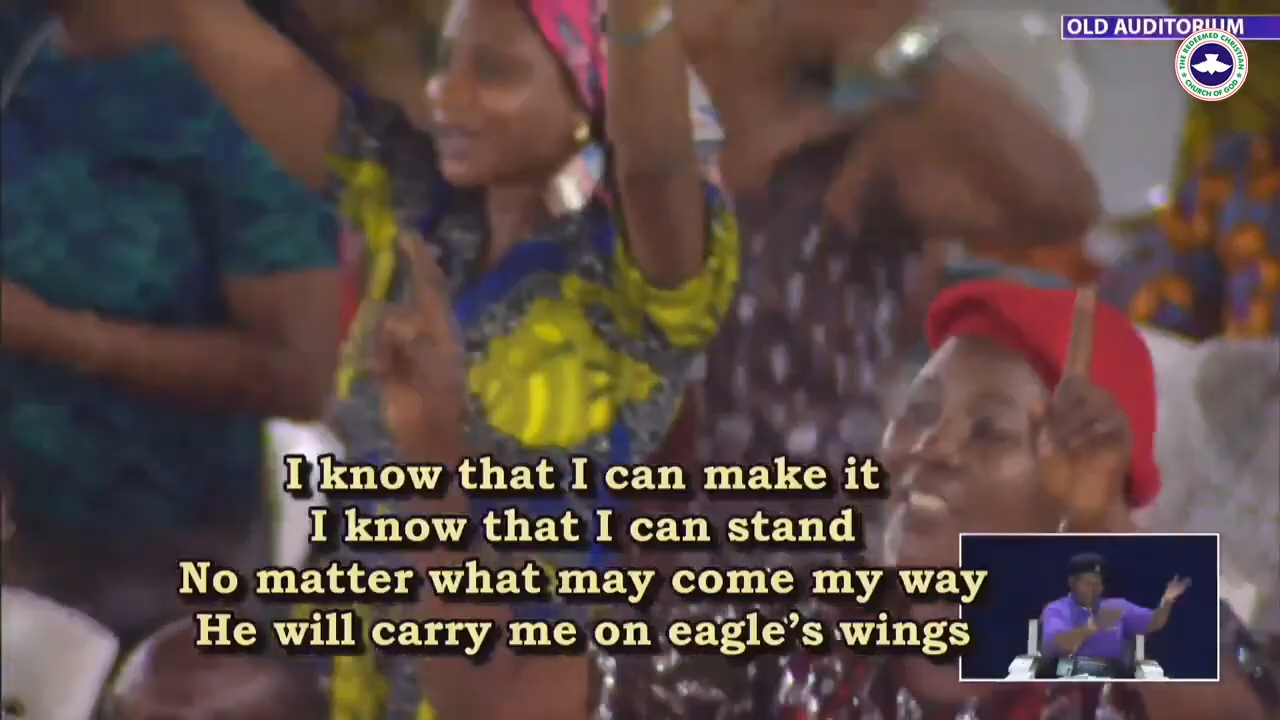 OLD AUDITORIUM
THE REDEEMED CHRISTIAN
CHURCH OF GOD
I know that I can make it
I know that I can stand
No matter what may come my way
He will carry me on eagle's wings